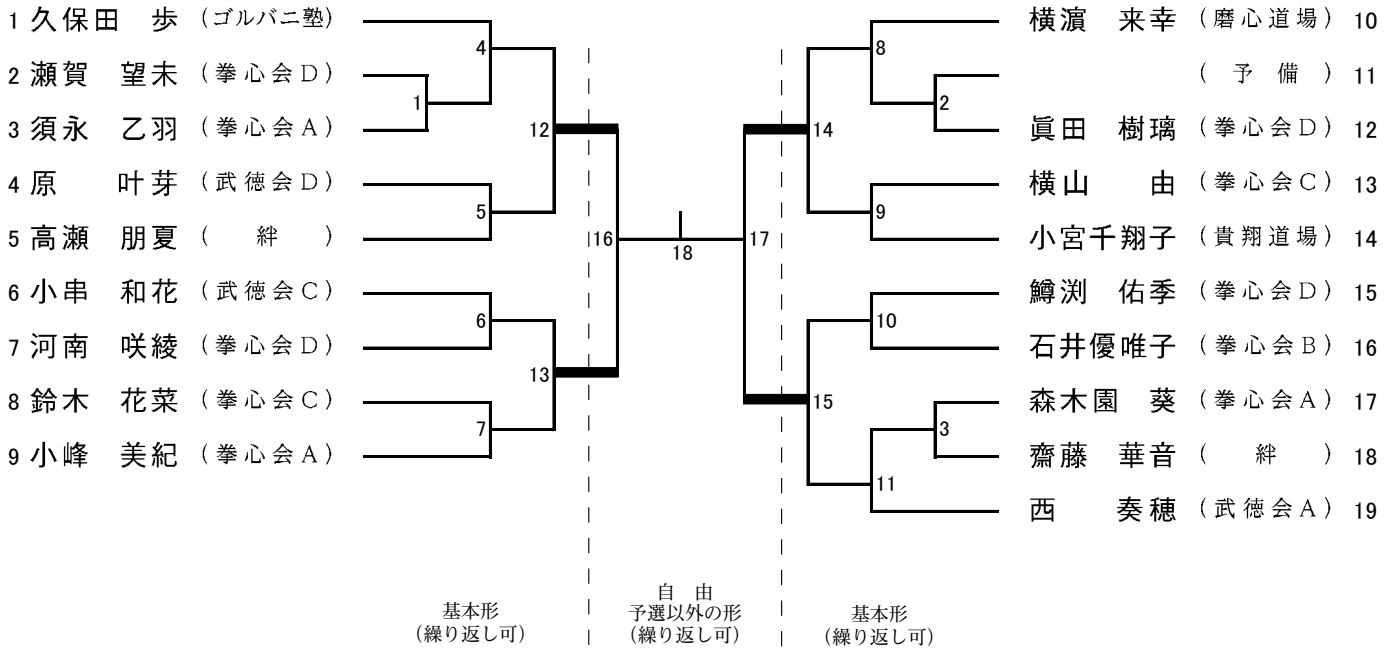 1 久保田 歩 (ゴルバニ塾)
2 瀬賀 望未 (拳心会D)
3 須永 乙羽 (拳心会A)
4 原 叶芽 (武徳会D)
5 高瀬 朋夏 (絆)
6 小串 和花 (武徳会C)
7 河南 咲綾 (拳心会D)
8 鈴木 花菜 (拳心会C)
9 小峰 美紀 (拳心会A)
4
1
12
5
16
6
13
7
18
横濵 来幸 (磨心道場) 10
(予備) 11
眞田 樹璃 (拳心会D) 12
横山 由 (拳心会C) 13
小宮千翔子 (貴翔道場) 14
鱒渕 佑季 (拳心会D) 15
石井優唯子 (拳心会B) 16
森木園 葵 (拳心会A) 17
齋藤 華音 (絆) 18
西 奏穂 (武徳会A) 19
8
2
14
9
17
10
15
3
11
基本形
(繰り返し可)
自 由
予選以外の形
(繰り返し可)
基本形
(繰り返し可)